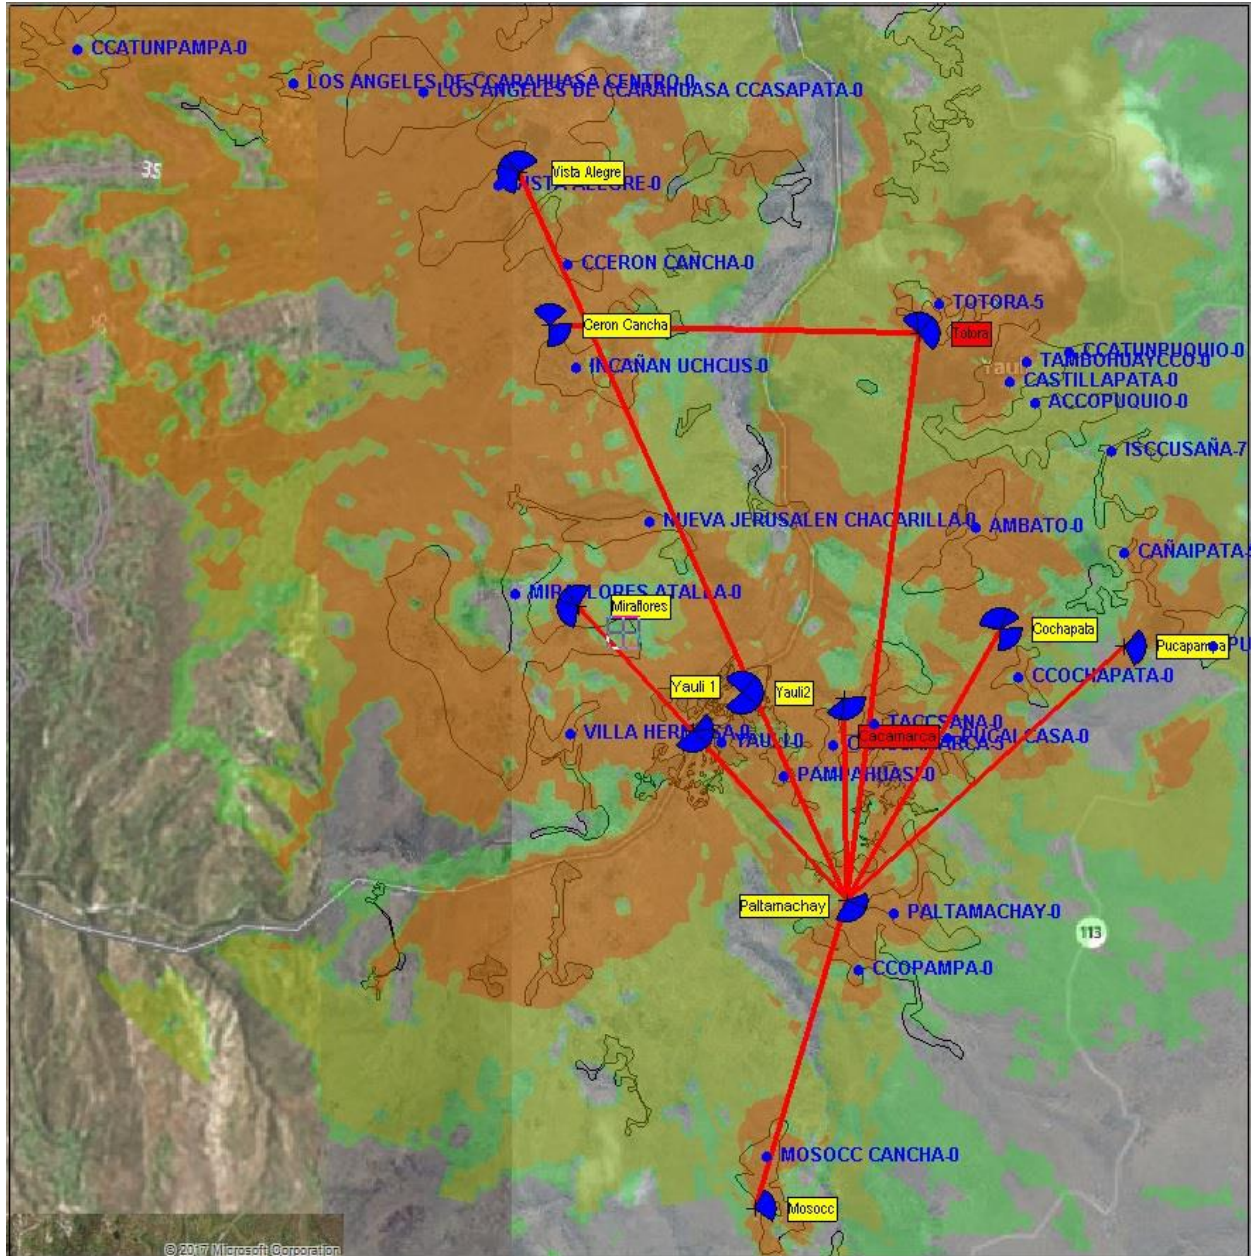 CCATUNPAMPA-0
LOS ANGELES DE CCARAHUASA CENTRO-0
LOS ANGELES DE CCARAHUASA CCASAPATA-0
35
Vista Alegre
VISTA ALEGRE-0
CCERON CANCHA-0
TOTORA-5
Ceron Cancha
Totora
CCATUNPUQUIO-0
TAMBOHUAYCCO-0
Yauli
INCAÑAN UCHCUS-0
CASTILLAPATA-0
ACCOPUQUIO-0
ISCCUSAÑA-7
NUEVA JERUSALEN CHACARILLA-0
AMBATO-0
CAÑAIPATA-
MIRAFLORES ATALLA-0
Miraflores
Cochapata
Pucapampa
PU
CCOCHAPATA-0
Yauli 1
Yauli2
TACCSANA-0
VILLA HERMOSA-0
YAULI-0
Cacamarca
PUCALCASA-0
PAMPAHUASI-0
Paltamachay
PALTAMACHAY-0
113
CCOPAMPA-0
MOSOCC CANCHA-0
Mosocc
© 2017 Microsoft Corporation